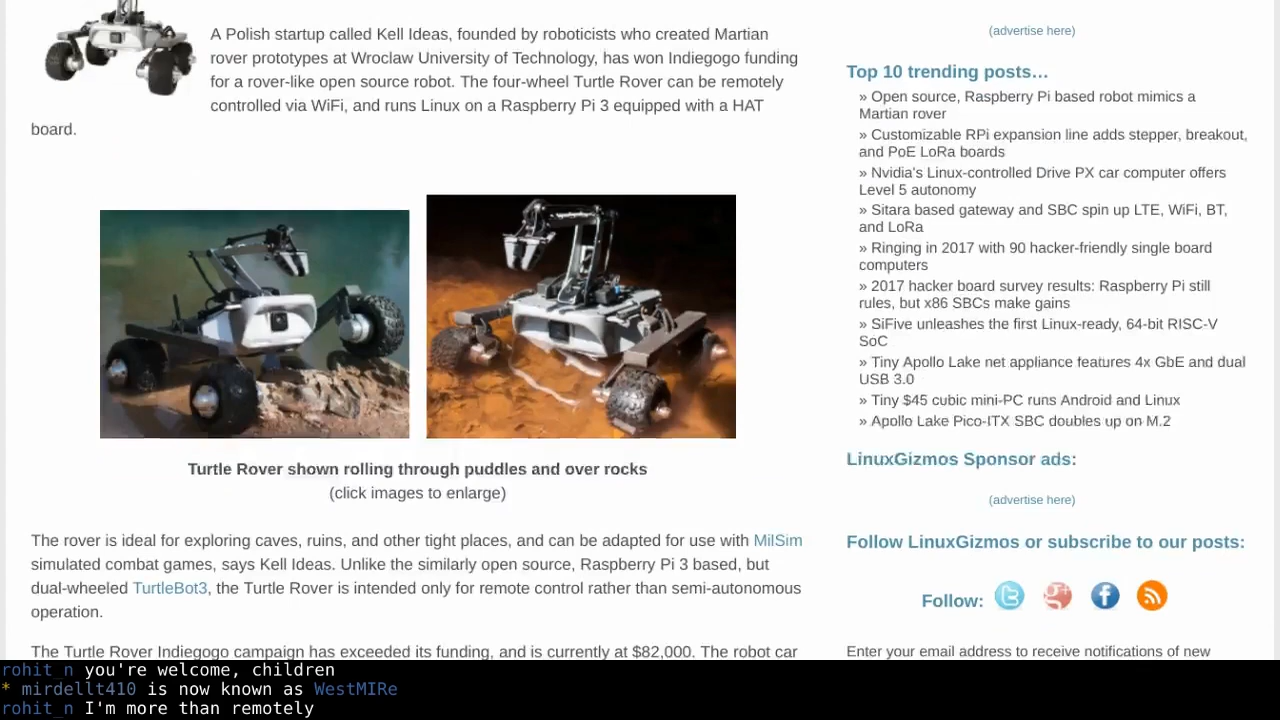 A Polish startup called Kell Ideas, founded by roboticists who created Martian
rover prototypes at Wroclaw University of Technology, has won Indiegogo funding
for a rover-like open source robot. The four-wheel Turtle Rover can be remotely
controlled via WiFi, and runs Linux on a Raspberry Pi 3 equipped with a HAT
board.
Turtle Rover shown rolling through puddles and over rocks
(click images to enlarge)
The rover is ideal for exploring caves, ruins, and other tight places, and can be adapted for use with MilSim
simulated combat games, says Kell Ideas. Unlike the similarly open source, Raspberry Pi 3 based, but
dual-wheeled TurtleBot3, the Turtle Rover is intended only for remote control rather than semi-autonomous
operation.
The Turtle Rover Indiegogo campaign has exceeded its funding, and is currently at $82,000. The robot car
(advertise here)
Top 10 trending posts…
» Open source, Raspberry Pi based robot mimics a
Martian rover
» Customizable RPi expansion line adds stepper, breakout,
and PoE LoRa boards
» Nvidia's Linux-controlled Drive PX car computer offers
Level 5 autonomy
» Sitara based gateway and SBC spin up LTE, WiFi, BT,
and LoRa
» Ringing in 2017 with 90 hacker-friendly single board
computers
» 2017 hacker board survey results: Raspberry Pi still
rules, but x86 SBCs make gains
» SiFive unleashes the first Linux-ready, 64-bit RISC-V
SoC
» Tiny Apollo Lake net appliance features 4x GbE and dual
USB 3.0
» Tiny $45 cubic mini-PC runs Android and Linux
» Apollo Lake Pico-ITX SBC doubles up on M.2
LinuxGizmos Sponsor ads:
(advertise here)
Follow LinuxGizmos or subscribe to our posts:
Follow:
Enter your email address to receive notifications of new
rohit_n you're welcome, children
* mirdellt410 is now known as WestMIRe
rohit_n I'm more than remotely